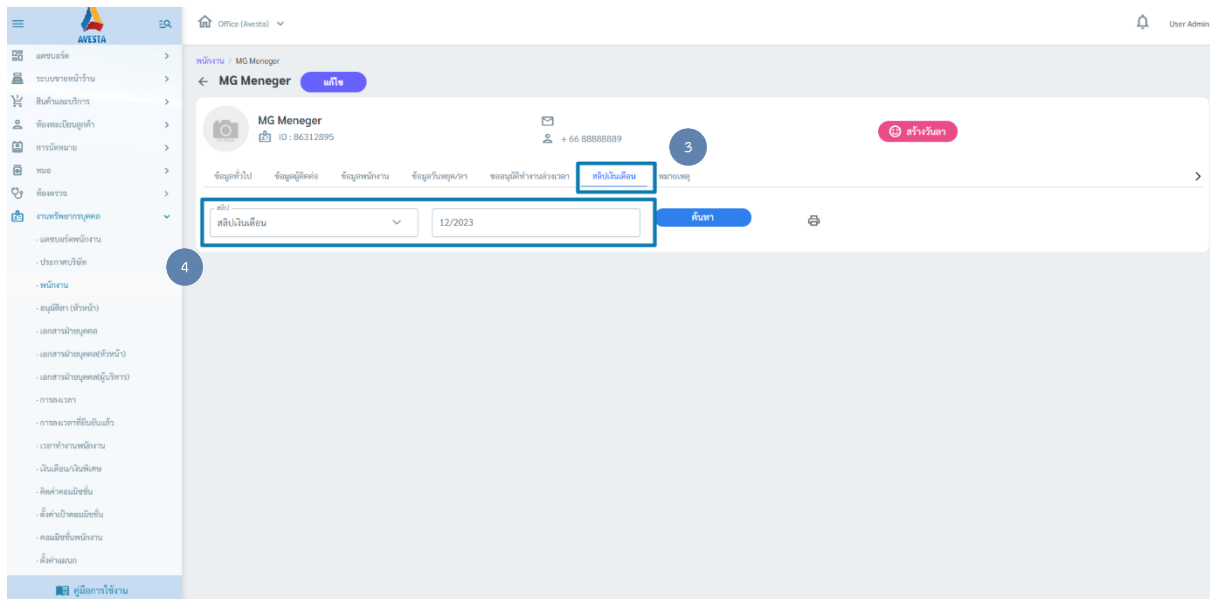 AVESTA
Office (Avesta)
User Admin
แดชบอร์ด
ระบบขายหน้าร้าน
สินค้าและบริการ
ห้องทะเบียนลูกค้า
การนัดหมาย
หมอ
ห้องตรวจ
งานทรัพยากรบุคคล
- แดชบอร์ดพนักงาน
- ประกาศบริษัท
- พนักงาน
- อนุมัติลา (หัวหน้า)
- เอกสารฝ่ายบุคคล
- เอกสารฝ่ายบุคคล(หัวหน้า)
- เอกสารฝ่ายบุคคล(ผู้บริหาร)
- การลงเวลา
- การลงเวลาที่ยืนยันแล้ว
- เวลาทำงานพนักงาน
- เงินเดือน/เงินพิเศษ
- คิดค่าคอมมิชชั่น
- ตั้งค่าเป้าคอมมิชชั่น
- คอมมิชชั่นพนักงาน
- ตั้งค่าแผนก
คู่มือการใช้งาน
พนักงาน / MG Meneger
MG Meneger แก้ไข
MG Meneger
ID : 86312895
+ 66 88888889
สร้างวันลา
3
ข้อมูลทั่วไป ข้อมูลผู้ติดต่อ ข้อมูลพนักงาน ข้อมูลวันหยุด/ลา ขออนุมัติทำงานล่วงเวลา สลิปเงินเดือน หมายเหตุ
สลิป
สลิปเงินเดือน 12/2023 ค้นหา
4